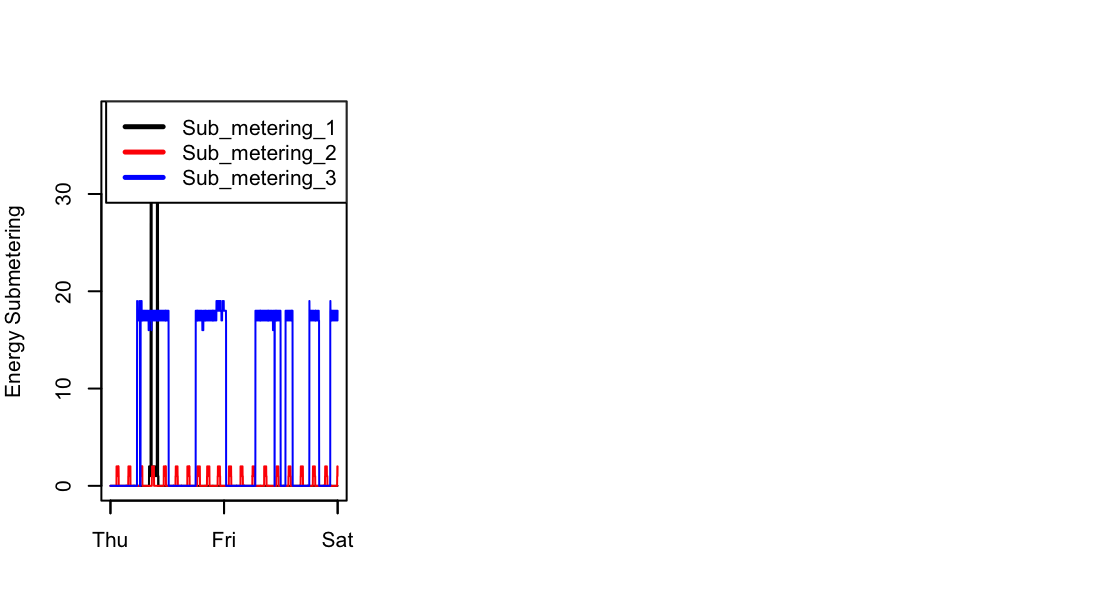 Sub_metering_1
Sub_metering_2
Sub_metering_3
Energy Submetering
30
20
10
0
Thu Fri Sat